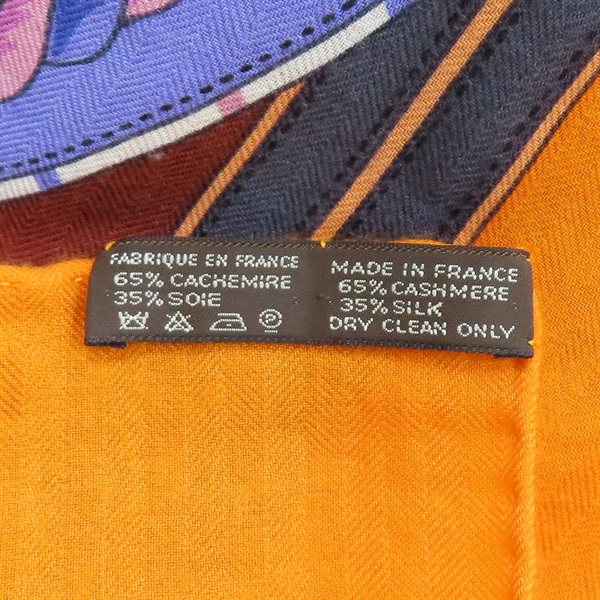 FABRIQUE EN FRANCE
65% CACHEMIRE
35% SOIE
P
MADE IN FRANCE
65% CASHMERE
35% SILK
DRY CLEAN ONLY